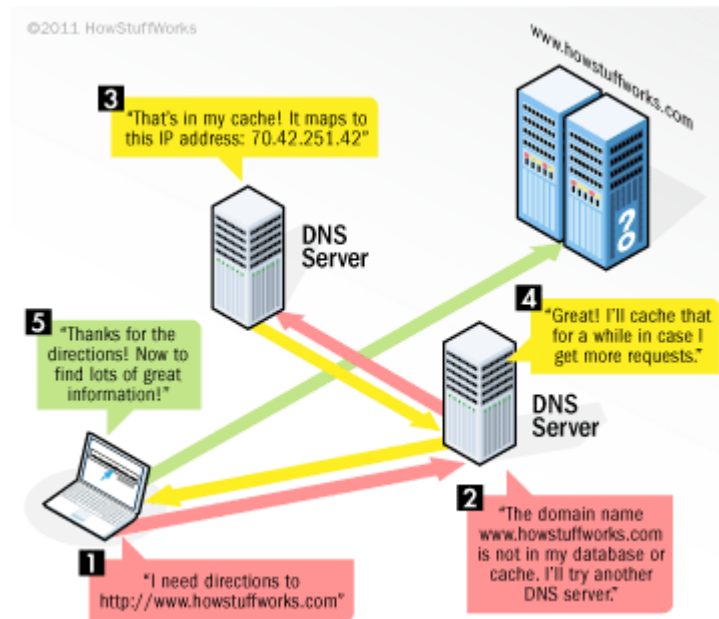 ©2011 HowStuffWorks
www.howstuffworks.com
3
"That's in my cache! It maps to
this IP address: 70.42.251.42"
DNS
Server
?
4
"Great! I'll cache that
for a while in case I
get more requests."
5
"Thanks for the
directions! Now to
find lots of great
information!"
DNS
Server
2
"The domain name
www.howstuffworks.com
is not in my database or
cache. I'll try another
DNS server."
1
"I need directions to
http://www.howstuffworks.com"